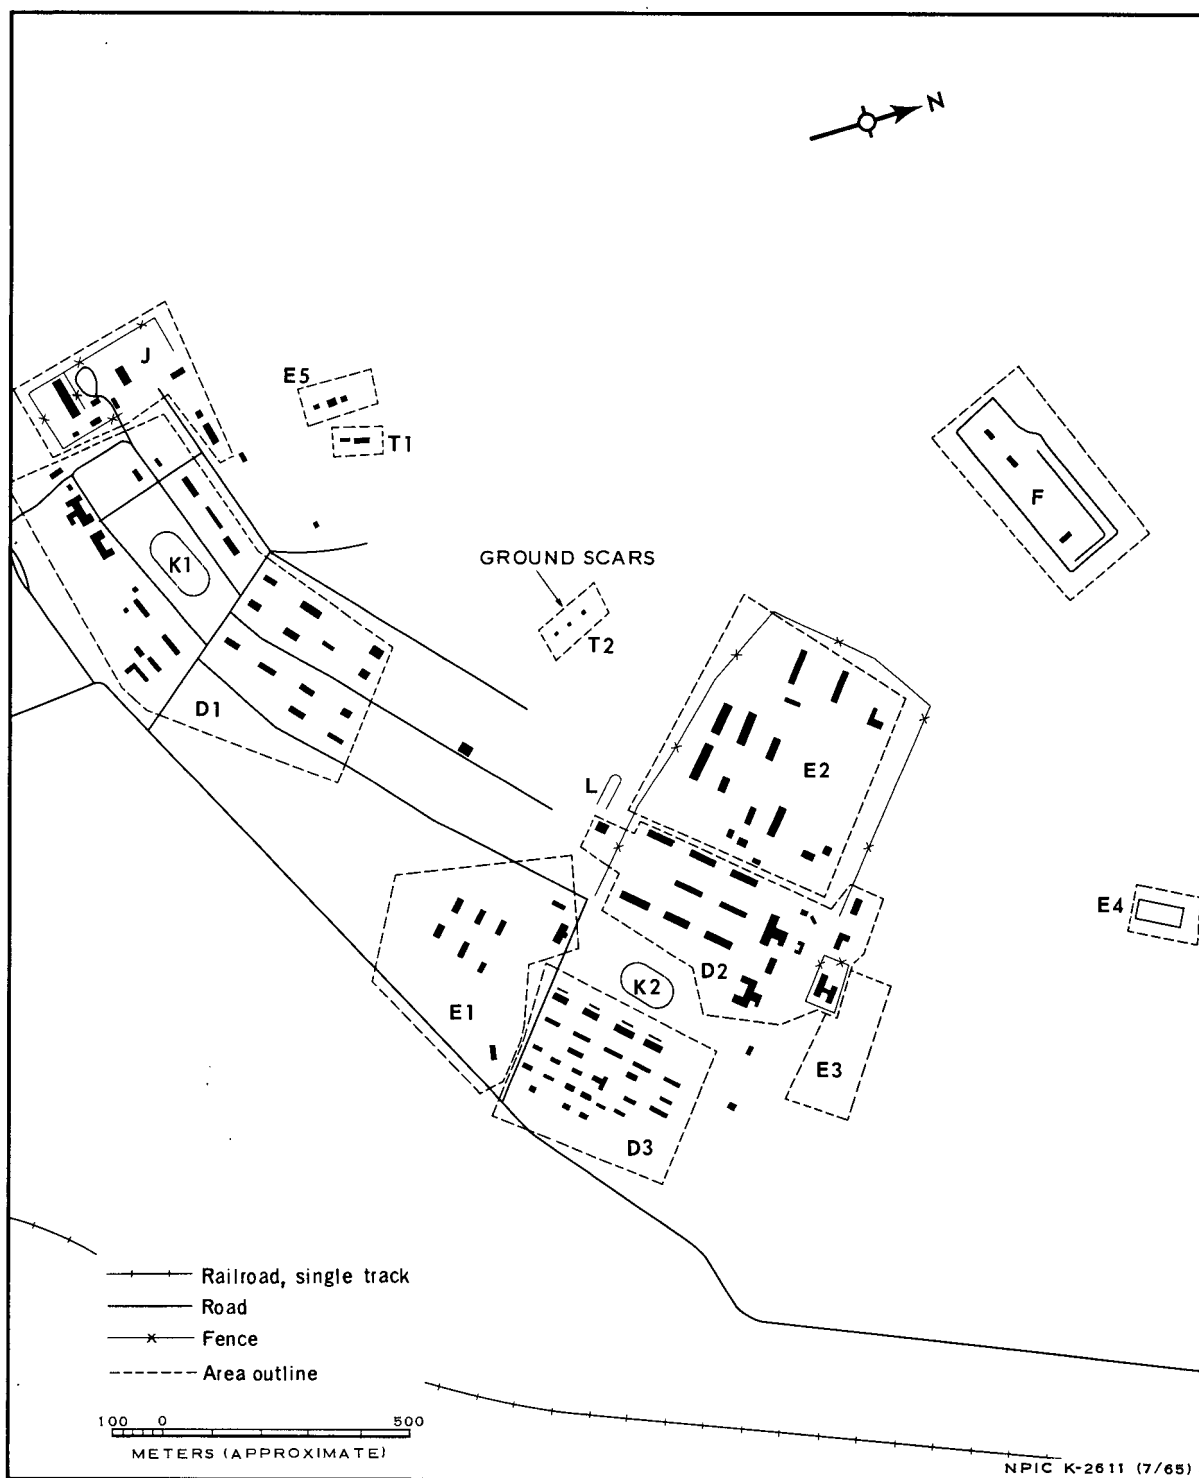 N
J
E5
T1
F
K1
GROUND SCARS
T2
D1
E2
L
E4
D2
K2
E1
E3
D3
Railroad, single track
Road
Fence
Area outline
100 0 500
METERS (APPROXIMATE)
NPIC K-2611 (7/65)